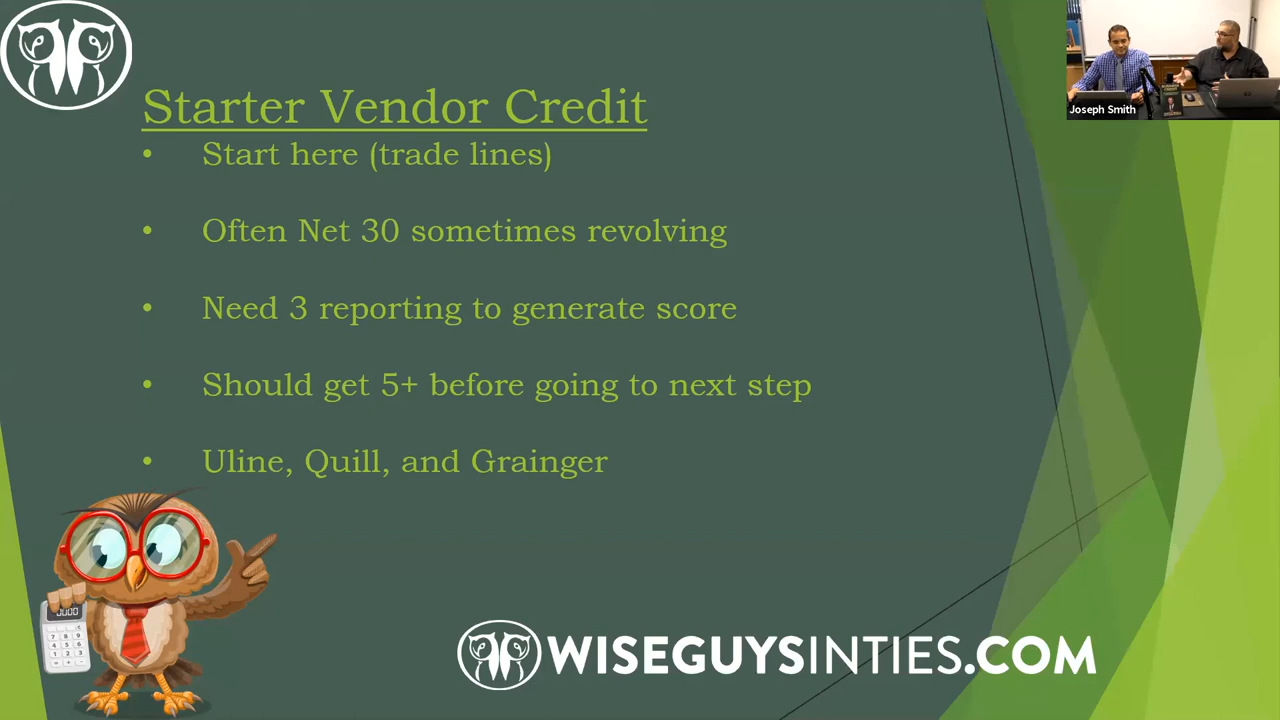 Starter Vendor Credit
• Start here (trade lines)
• Often Net 30 sometimes revolving
• Need 3 reporting to generate score
• Should get 5+ before going to next step
• Uline, Quill, and Grainger
Joseph Smith
WISEGUYSINTIES.COM